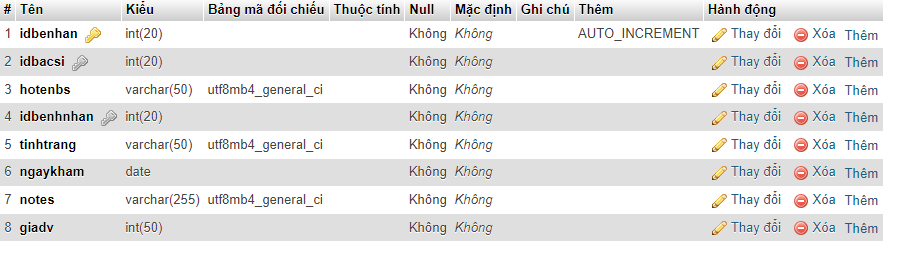 # Tên Kiểu Bảng mã đối chiếu Thuộc tính Null Mặc định Ghi chú Thêm Hành động
1 idbenhan int(20) Không Không AUTO_INCREMENT Thay đổi Xóa Thêm
2 idbacsi int(20) Không Không Thay đổi Xóa Thêm
3 hotenbs varchar(50) utf8mb4_general_ci Không Không Thay đổi Xóa Thêm
4 idbenhnhan int(20) Không Không Thay đổi Xóa Thêm
5 tinhtrang varchar(50) utf8mb4_general_ci Không Không Thay đổi Xóa Thêm
6 ngaykham date Không Không Thay đổi Xóa Thêm
7 notes varchar(255) utf8mb4_general_ci Không Không Thay đổi Xóa Thêm
8 giadv int(50) Không Không Thay đổi Xóa Thêm